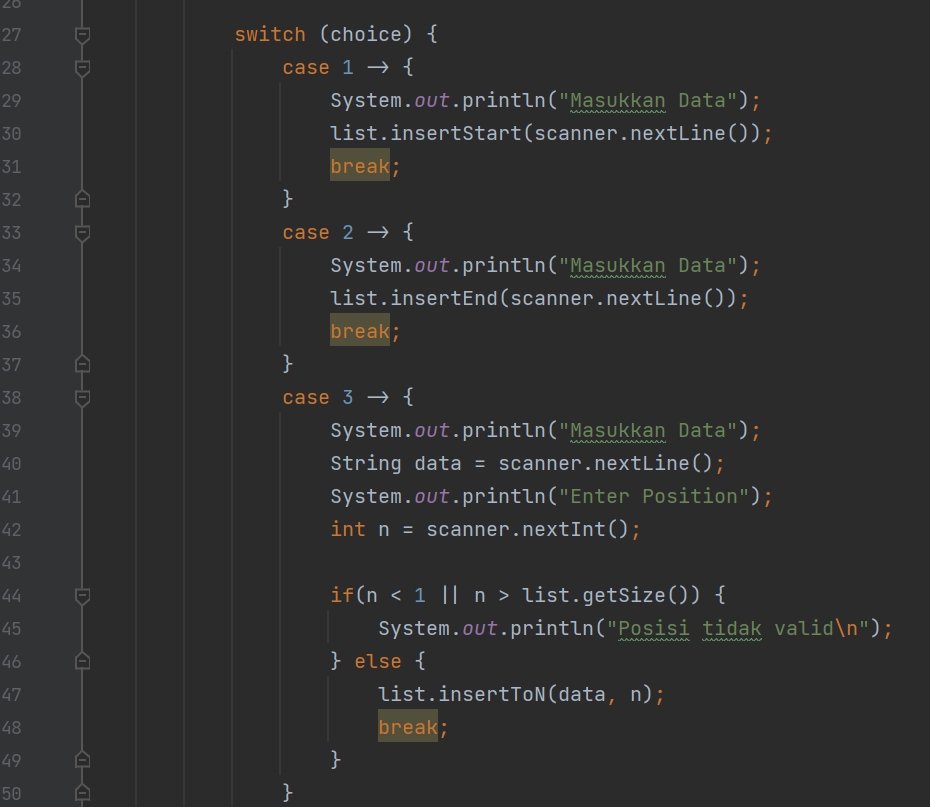 26
27 switch (choice) {
28 case 1 -> {
29 System.out.println("Masukkan Data");
30 list.insertStart(scanner.nextLine());
31 break;
32 }
33 case 2 -> {
34 System.out.println("Masukkan Data");
35 list.insertEnd(scanner.nextLine());
36 break;
37 }
38 case 3 -> {
39 System.out.println("Masukkan Data");
40 String data = scanner.nextLine();
41 System.out.println("Enter Position");
42 int n = scanner.nextInt();
43
44 if(n < 1 || n > list.getSize()) {
45 System.out.println("Posisi tidak valid\n");
46 } else {
47 list.insertToN(data, n);
48 break;
49 }
50 }